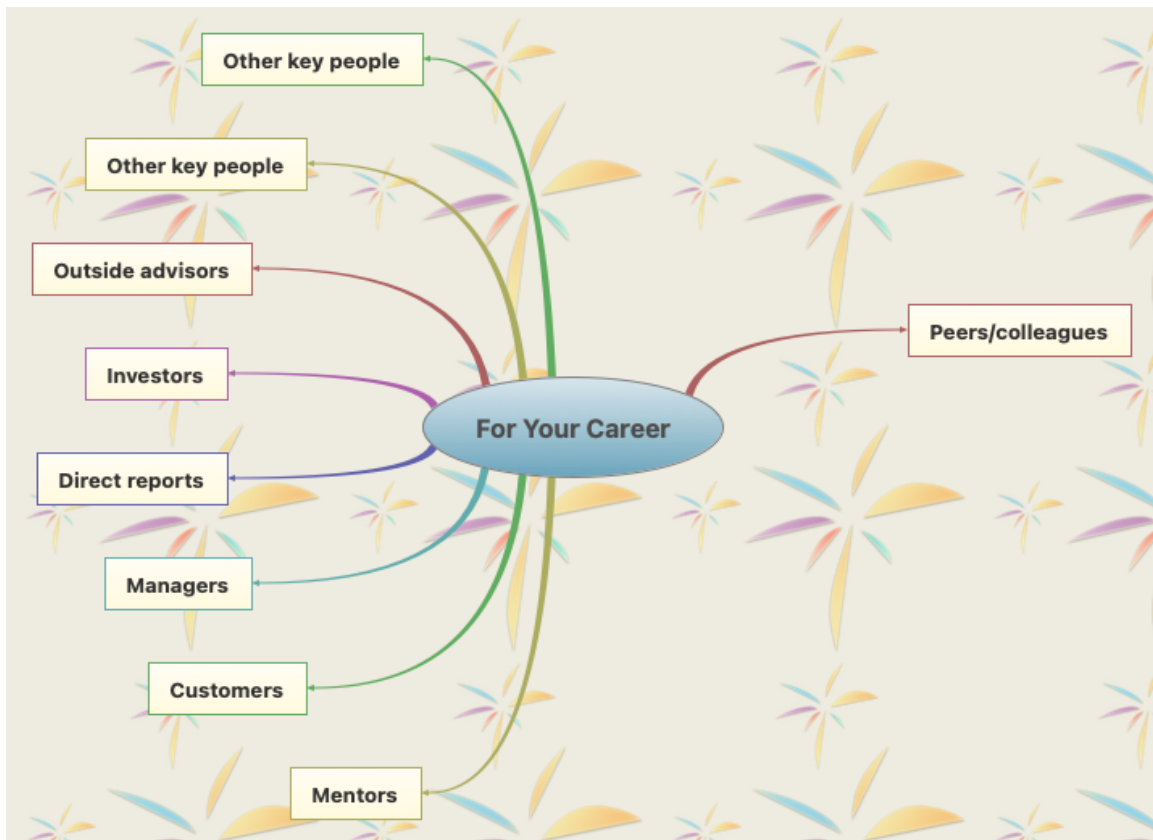 Other key people
Other key people
Outside advisors
Investors
Peers/colleagues
For Your Career
Direct reports
Managers
Customers
Mentors